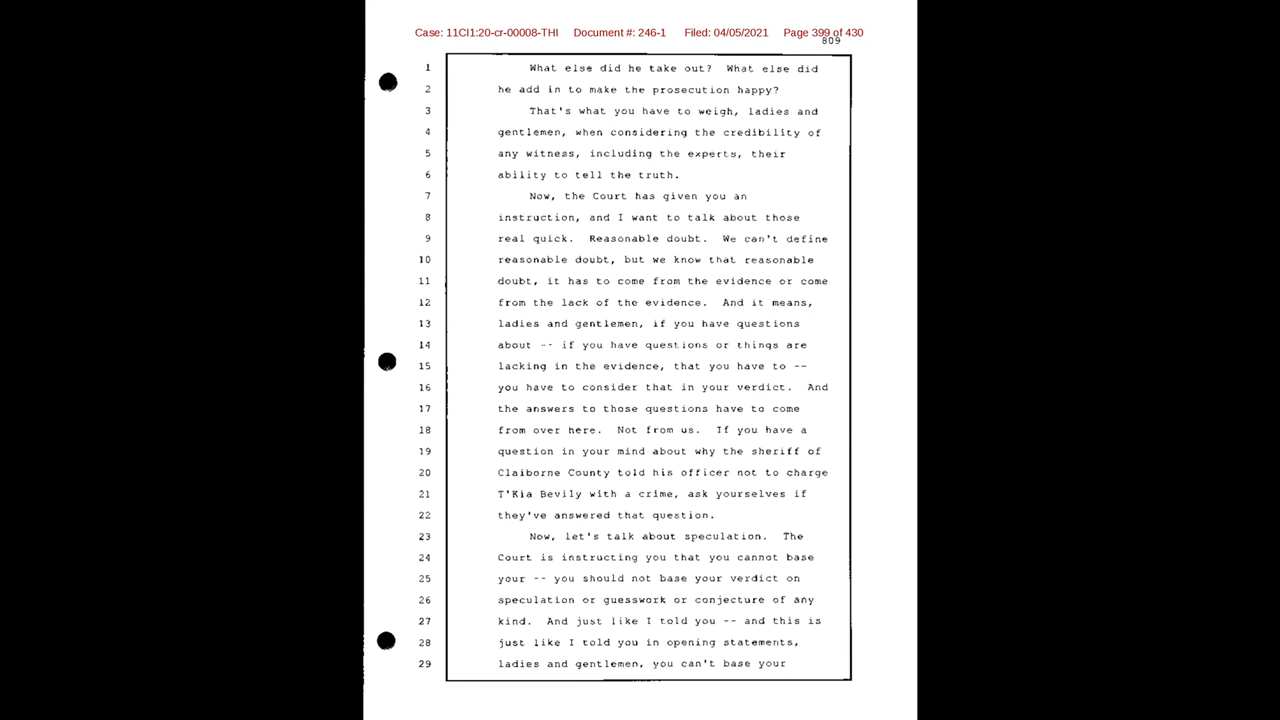 Case: 11CI1:20-cr-00008-THI Document #: 246-1 Filed: 04/05/2021 Page 399 of 430
809
1 What else did he take out? What else did
2 he add in to make the prosecution happy?
3 That's what you have to weigh, ladies and
4 gentlemen, when considering the credibility of
5 any witness, including the experts, their
6 ability to tell the truth.
7 Now, the Court has given you an
8 instruction, and I want to talk about those
9 real quick. Reasonable doubt. We can't define
10 reasonable doubt, but we know that reasonable
11 doubt, it has to come from the evidence or come
12 from the lack of the evidence. And it means,
13 ladies and gentlemen, if you have questions
14 about -- if you have questions or things are
15 lacking in the evidence, that you have to --
16 you have to consider that in your verdict. And
17 the answers to those questions have to come
18 from over here. Not from us. If you have a
19 question in your mind about why the sheriff of
20 Claiborne County told his officer not to charge
21 T'Kia Bevily with a crime, ask yourselves if
22 they've answered that question.
23 Now, let's talk about speculation. The
24 Court is instructing you that you cannot base
25 your -- you should not base your verdict on
26 speculation or guesswork or conjecture of any
27 kind. And just like I told you -- and this is
28 just like I told you in opening statements,
29 ladies and gentlemen, you can't base your